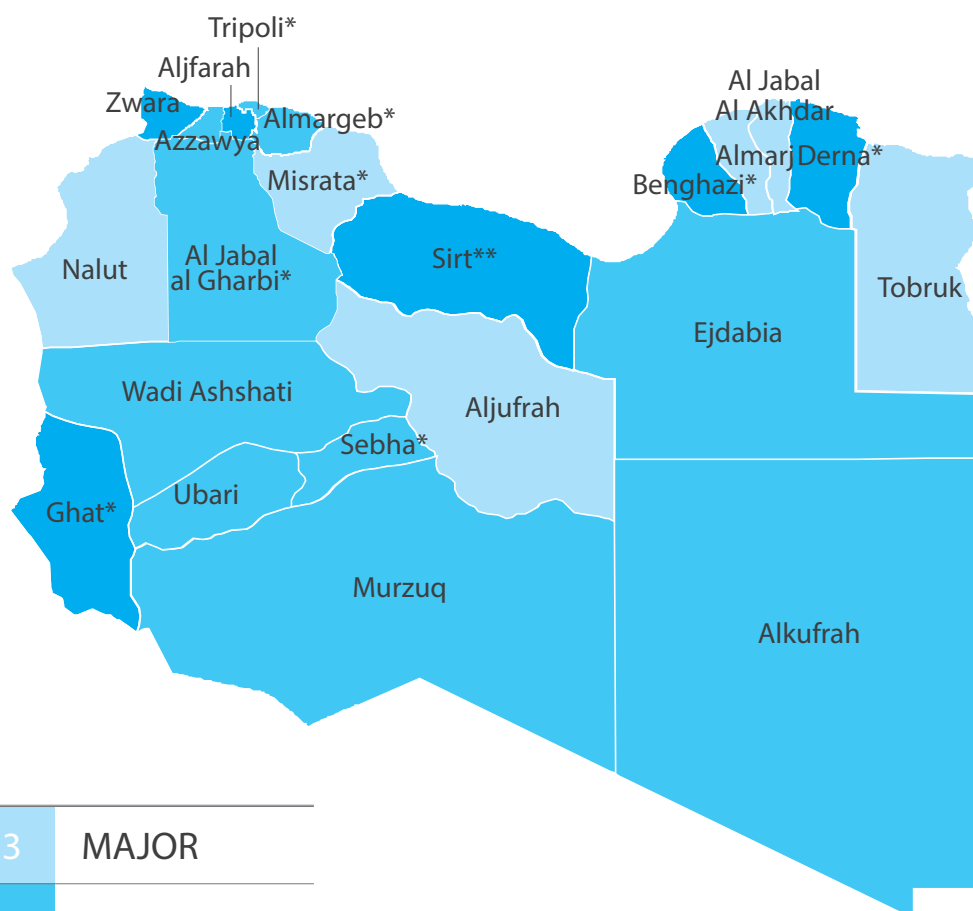 Tripoli*
Aljfarah
Zwara
Azzawya
Almargeb*
Misrata*
Al Jabal
Al Akhdar
Almarj
Derna*
Benghazi*
Nalut
Al Jabal
al Gharbi*
Sirt**
Tobruk
Ejdabia
Wadi Ashshati
Aljufrah
Sebha*
Ubari
Ghat*
Murzuq
Alkufrah
3 MAJOR